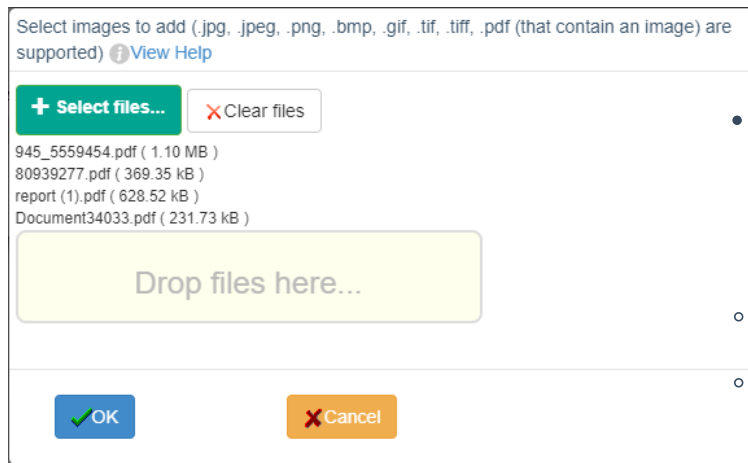 Select images to add (.jpg, .jpeg, .png, .bmp, .gif, .tif, .tiff, .pdf (that contain an image) are
supported) View Help
Select files...
Clear files
945_5559454.pdf ( 1.10 MB )
80939277.pdf ( 369.35 kB )
report (1).pdf ( 628.52 kB )
Document34033.pdf ( 231.73 kB )
Drop files here...
OK
Cancel